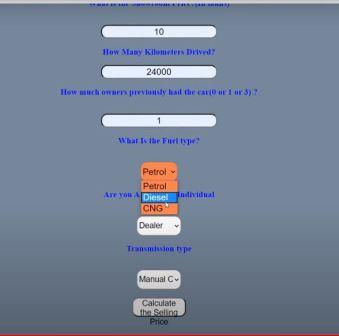 What Is the Showroom Price?(In lakhs)
10
How Many Kilometers Drived?
24000
How much owners previously had the car(0 or 1 or 3) ?
1
What Is the Fuel type?
Petrol
Petrol
Are you A Individual
Diesel
CNG
Dealer
Transmission type
Manual C
Calculate
the Selling
Price